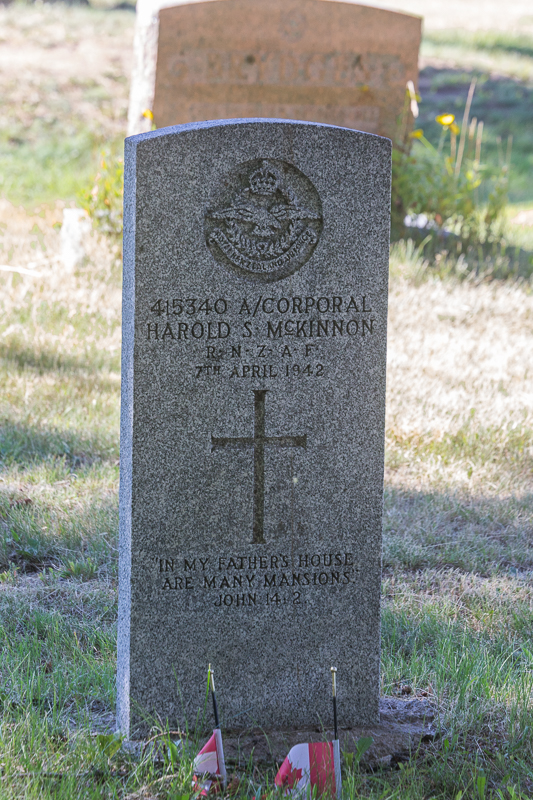 415340 A/CORPORAL
HAROLD S. McKINNON
R·N·Z·A·F·
7TH APRIL 1942
'IN MY FATHER'S HOUSE
ARE MANY MANSIONS.'
JOHN 14:2